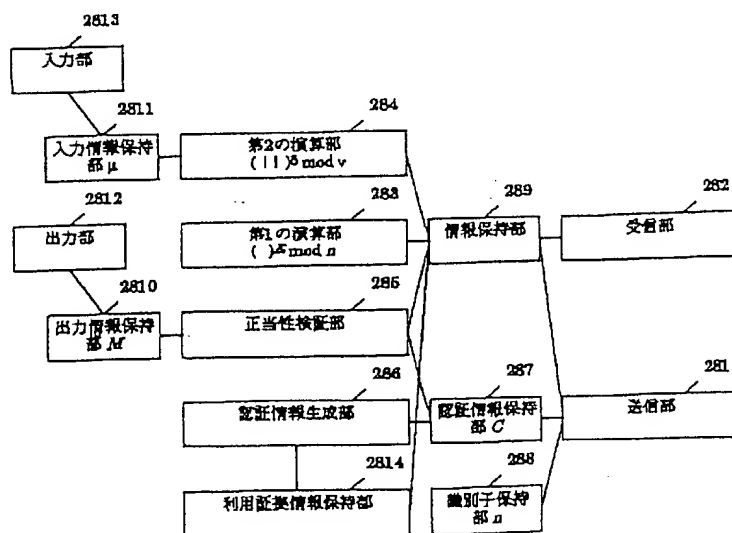 2813
入力部
2811
284
入力情報保持
部 μ
第2の演算部
( || )δ mod ν
2812
283
289
282
出力部
第1の演算部
( )E mod n
情報保持部
受信部
2810
285
出力情報保持
部 M
正当性検証部
286
287
281
認証情報生成部
認証情報保持
部 C
送信部
2814
288
利用証拠情報保持部
識別子保持
部 n